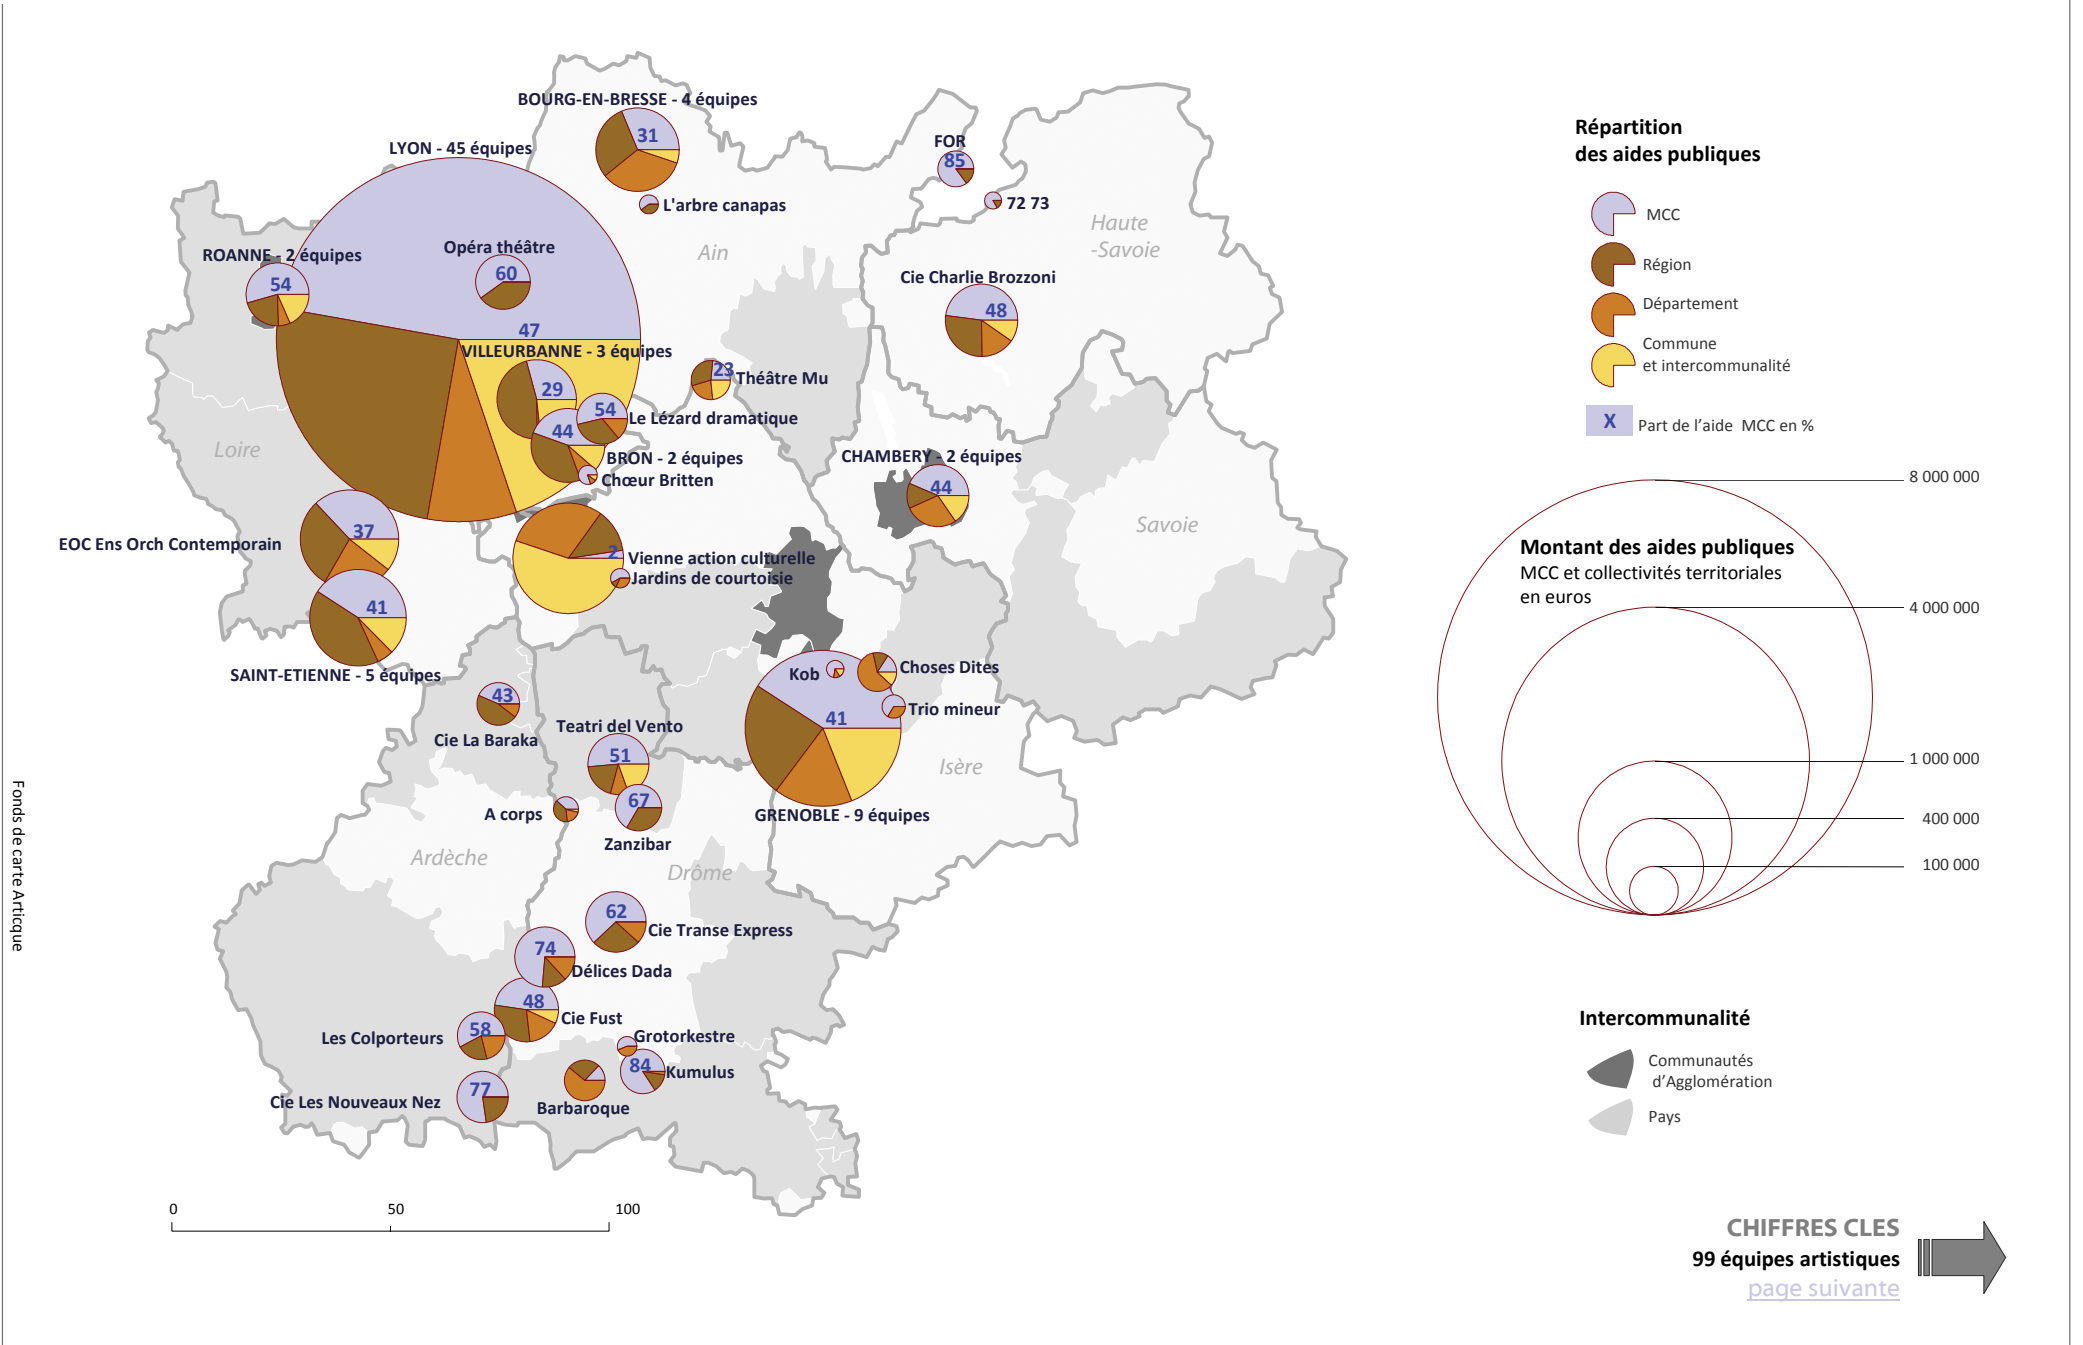 BOURG-EN-BRESSE - 4 équipes
31
LYON - 45 équipes
FOR
85
L'arbre canapas
72 73
Haute
-Savoie
Ain
ROANNE - 2 équipes
54
Opéra théâtre
60
Cie Charlie Brozzoni
48
47
VILLEURBANNE - 3 équipes
29
23
Théâtre Mu
54
Le Lézard dramatique
44
BRON - 2 équipes
Chœur Britten
Loire
CHAMBERY - 2 équipes
44
Savoie
37
EOC Ens Orch Contemporain
2
Vienne action culturelle
Jardins de courtoisie
41
SAINT-ETIENNE - 5 équipes
Kob
Choses Dites
Trio mineur
41
43
Cie La Baraka
Teatri del Vento
51
Isère
67
A corps
GRENOBLE - 9 équipes
Zanzibar
Ardèche
Drôme
62
Cie Transe Express
74
Délices Dada
48
Cie Fust
58
Les Colporteurs
Grotorkestre
84
Kumulus
77
Cie Les Nouveaux Nez
Barbaroque
0
50
100
Fonds de carte Articque
Répartition
des aides publiques
MCC
Région
Département
Commune
et intercommunalité
X
Part de l’aide MCC en %
8 000 000
Montant des aides publiques
MCC et collectivités territoriales
en euros
4 000 000
1 000 000
400 000
100 000
Intercommunalité
Communautés
d’Agglomération
Pays
CHIFFRES CLES
99 équipes artistiques
page suivante